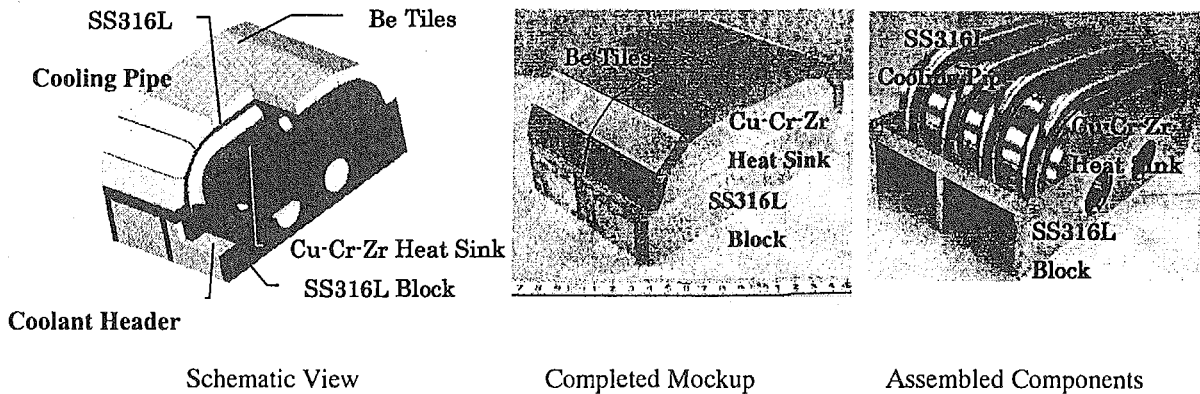 SS316L
Be Tiles
Cooling Pipe
Cu-Cr-Zr Heat Sink
SS316L Block
Coolant Header
Be Tiles
Cu-Cr-Zr
Heat Sink
SS316L
Block
SS316L
Cooling Pip
Cu-Cr-Zr
Heat Sink
SS316L
Block
Schematic View
Completed Mockup
Assembled Components